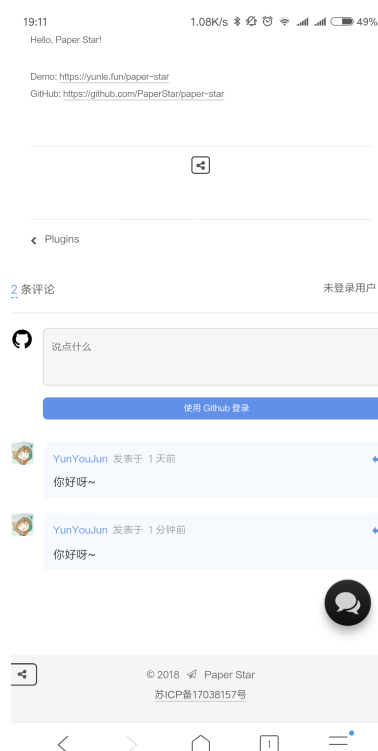 19:11 1.08K/s 49%
Hello, Paper Star!
Demo: https://yunle.fun/paper-star
GitHub: https://github.com/PaperStar/paper-star
Plugins
2 条评论 未登录用户
说点什么
使用 Github 登录
YunYouJun 发表于 1 天前
你好呀~
YunYouJun 发表于 1 分钟前
你好呀~
© 2018 Paper Star
苏ICP备17038157号
1